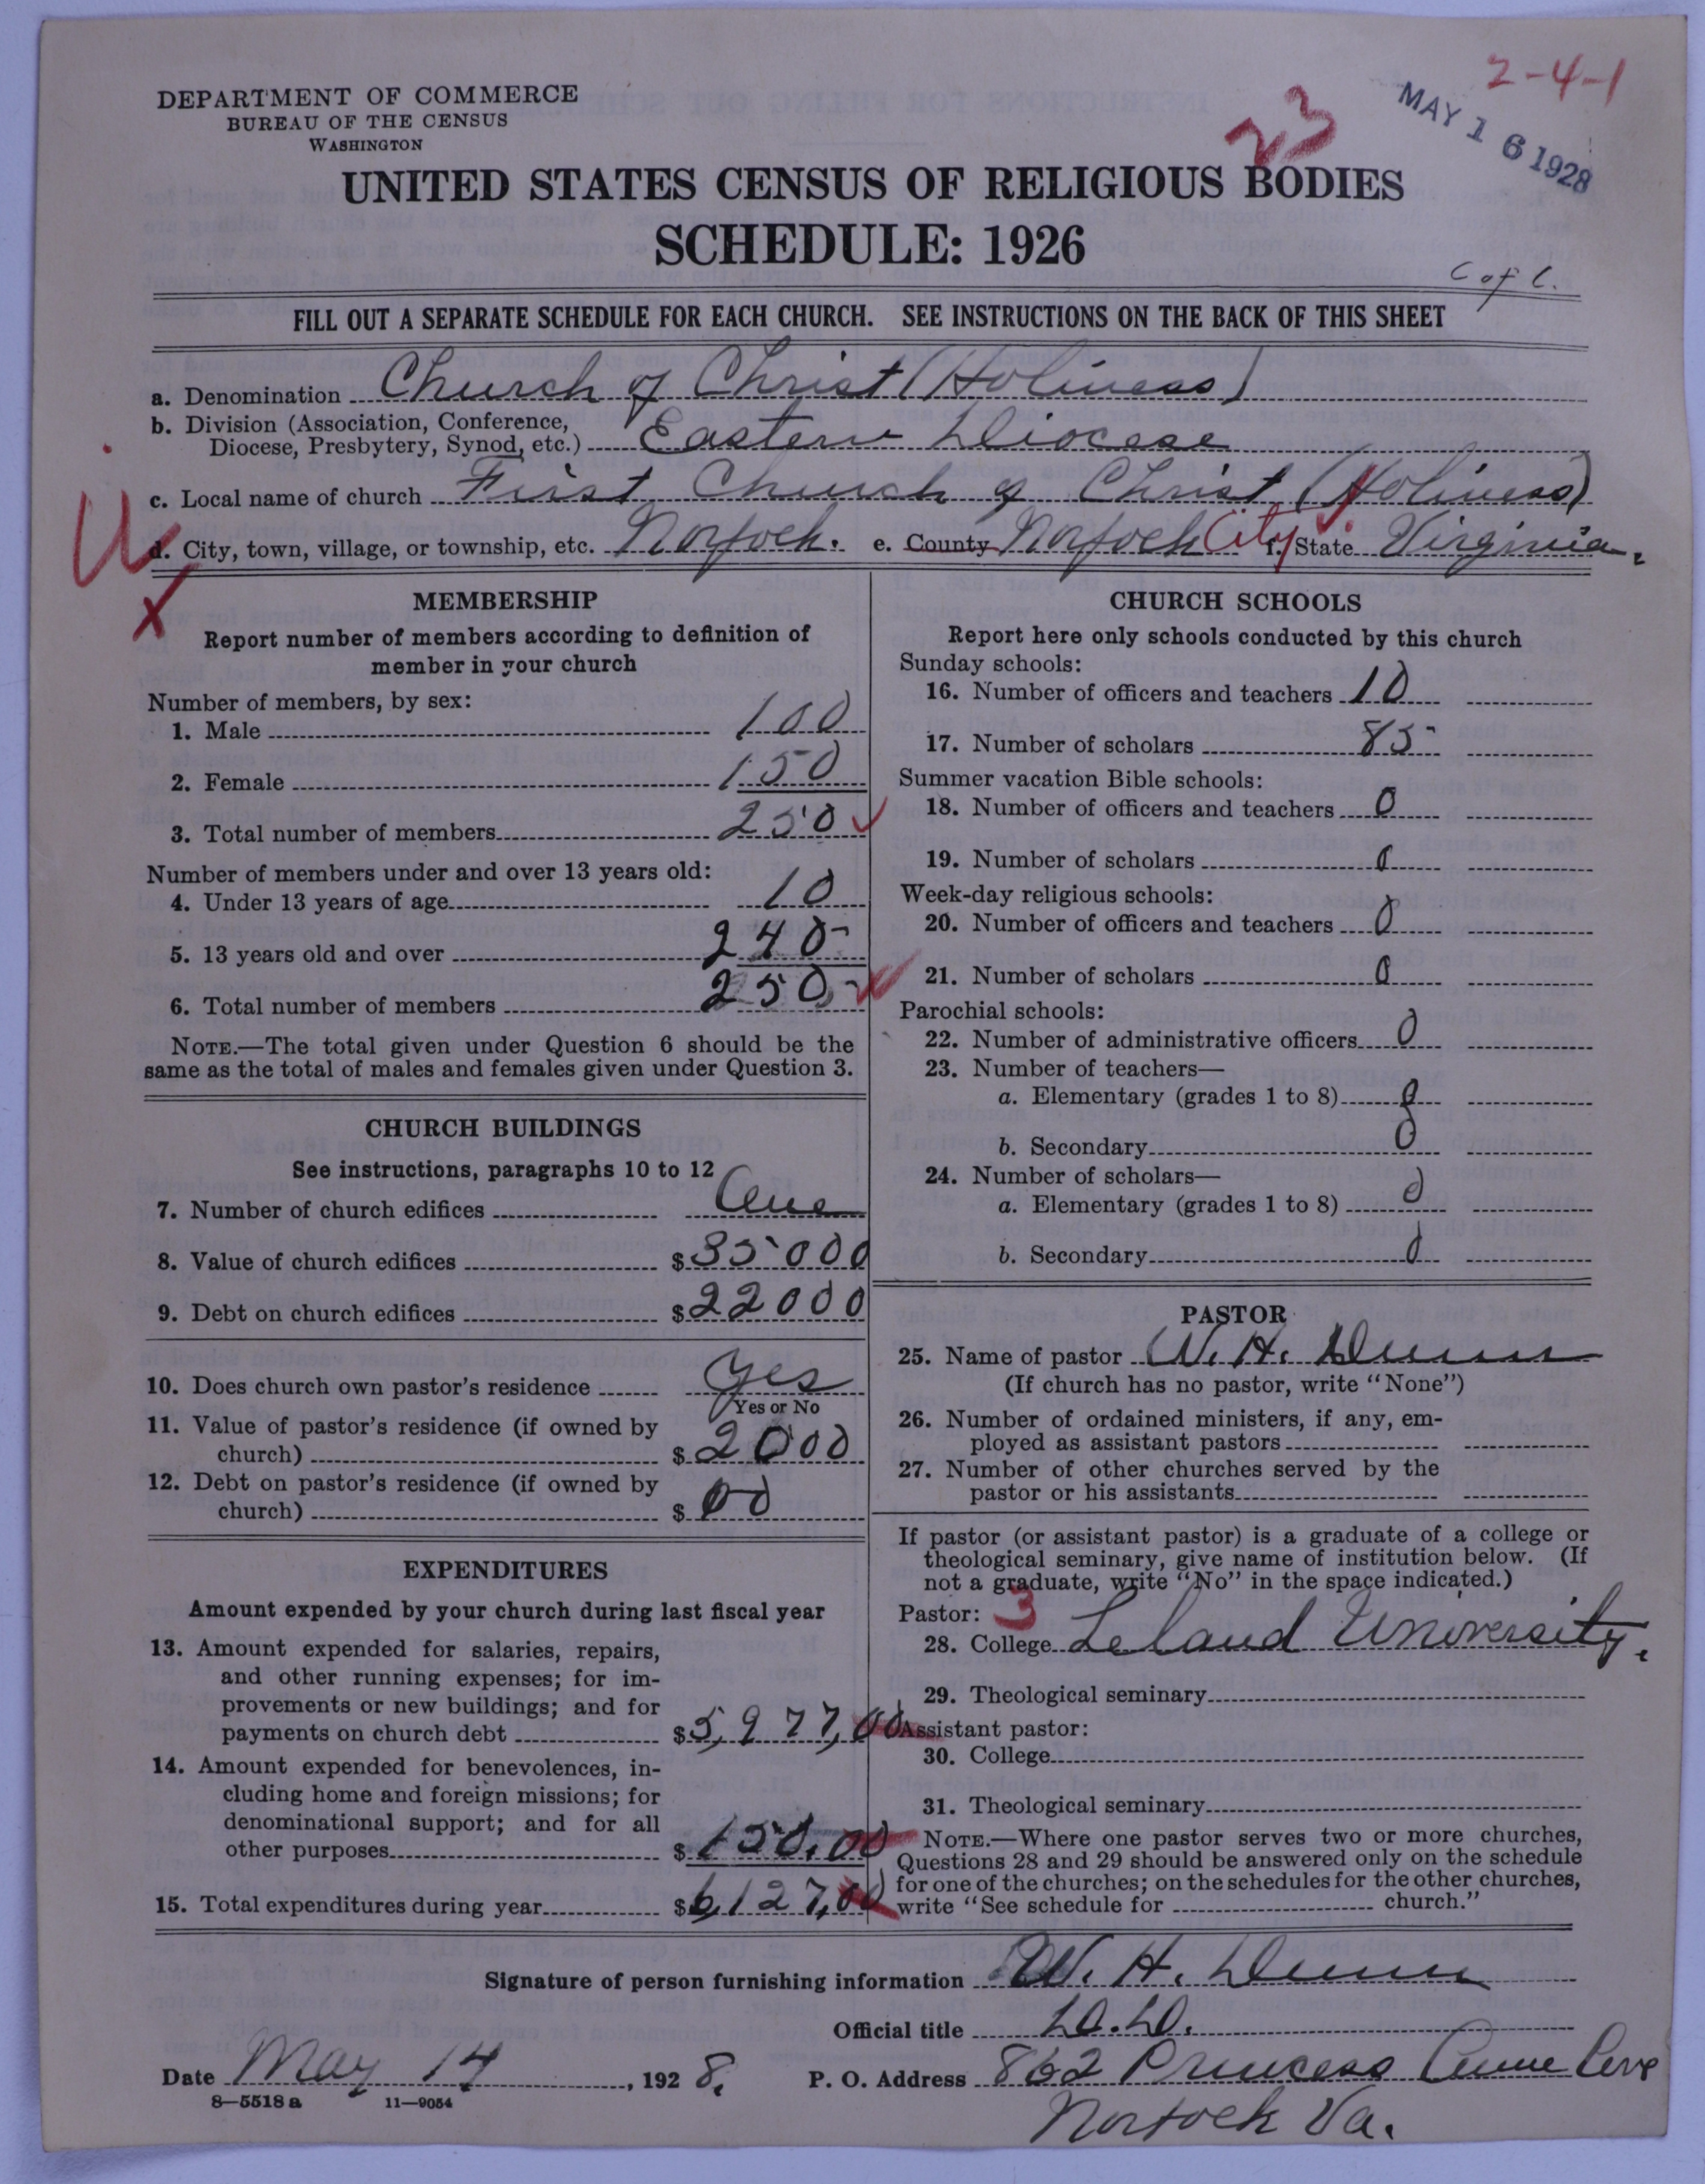 2-4-1
DEPARTMENT OF COMMERCE
BUREAU OF THE CENSUS
WASHINGTON
23
MAY 16 1928
UNITED STATES CENSUS OF RELIGIOUS BODIES
SCHEDULE: 1926
C of C.
FILL OUT A SEPARATE SCHEDULE FOR EACH CHURCH. SEE INSTRUCTIONS ON THE BACK OF THIS SHEET
a. Denomination Church of Christ (Holiness)
b. Division (Association, Conference,
Diocese, Presbytery, Synod, etc.) Eastern Diocese
c. Local name of church First Church of Christ (Holiness)
d. City, town, village, or township, etc. Norfolk. e. County Norfolk City f. State Virginia.
X
MEMBERSHIP
Report number of members according to definition of
member in your church
Number of members, by sex:
1. Male 100
2. Female 150
3. Total number of members 250
Number of members under and over 13 years old:
4. Under 13 years of age 10
5. 13 years old and over 240
6. Total number of members 250
NOTE.—The total given under Question 6 should be the
same as the total of males and females given under Question 3.
CHURCH BUILDINGS
See instructions, paragraphs 10 to 12
7. Number of church edifices One
8. Value of church edifices $35000
9. Debt on church edifices $22000
10. Does church own pastor's residence Yes
Yes or No
11. Value of pastor's residence (if owned by
church) $2000
12. Debt on pastor's residence (if owned by
church) $00
EXPENDITURES
Amount expended by your church during last fiscal year
13. Amount expended for salaries, repairs,
and other running expenses; for im-
provements or new buildings; and for
payments on church debt $5,977,00
14. Amount expended for benevolences, in-
cluding home and foreign missions; for
denominational support; and for all
other purposes $150.00
15. Total expenditures during year $6,127,00
CHURCH SCHOOLS
Report here only schools conducted by this church
Sunday schools:
16. Number of officers and teachers 10
17. Number of scholars 85
Summer vacation Bible schools:
18. Number of officers and teachers 0
19. Number of scholars 0
Week-day religious schools:
20. Number of officers and teachers 0
21. Number of scholars 0
Parochial schools:
22. Number of administrative officers 0
23. Number of teachers—
a. Elementary (grades 1 to 8) 0
b. Secondary 0
24. Number of scholars—
a. Elementary (grades 1 to 8) 0
b. Secondary 0
PASTOR
25. Name of pastor W. H. Dunn
(If church has no pastor, write "None")
26. Number of ordained ministers, if any, em-
ployed as assistant pastors
27. Number of other churches served by the
pastor or his assistants
If pastor (or assistant pastor) is a graduate of a college or
theological seminary, give name of institution below. (If
not a graduate, write "No" in the space indicated.)
Pastor: 3
28. College Leland University.
29. Theological seminary
Assistant pastor:
30. College
31. Theological seminary
NOTE.—Where one pastor serves two or more churches,
Questions 28 and 29 should be answered only on the schedule
for one of the churches; on the schedules for the other churches,
write "See schedule for church."
Signature of person furnishing information W. H. Dunn
Official title D.D.
Date May 14, 1928. P. O. Address 862 Princess Anne Ave
8—5518a 11—9054
Norfolk Va.